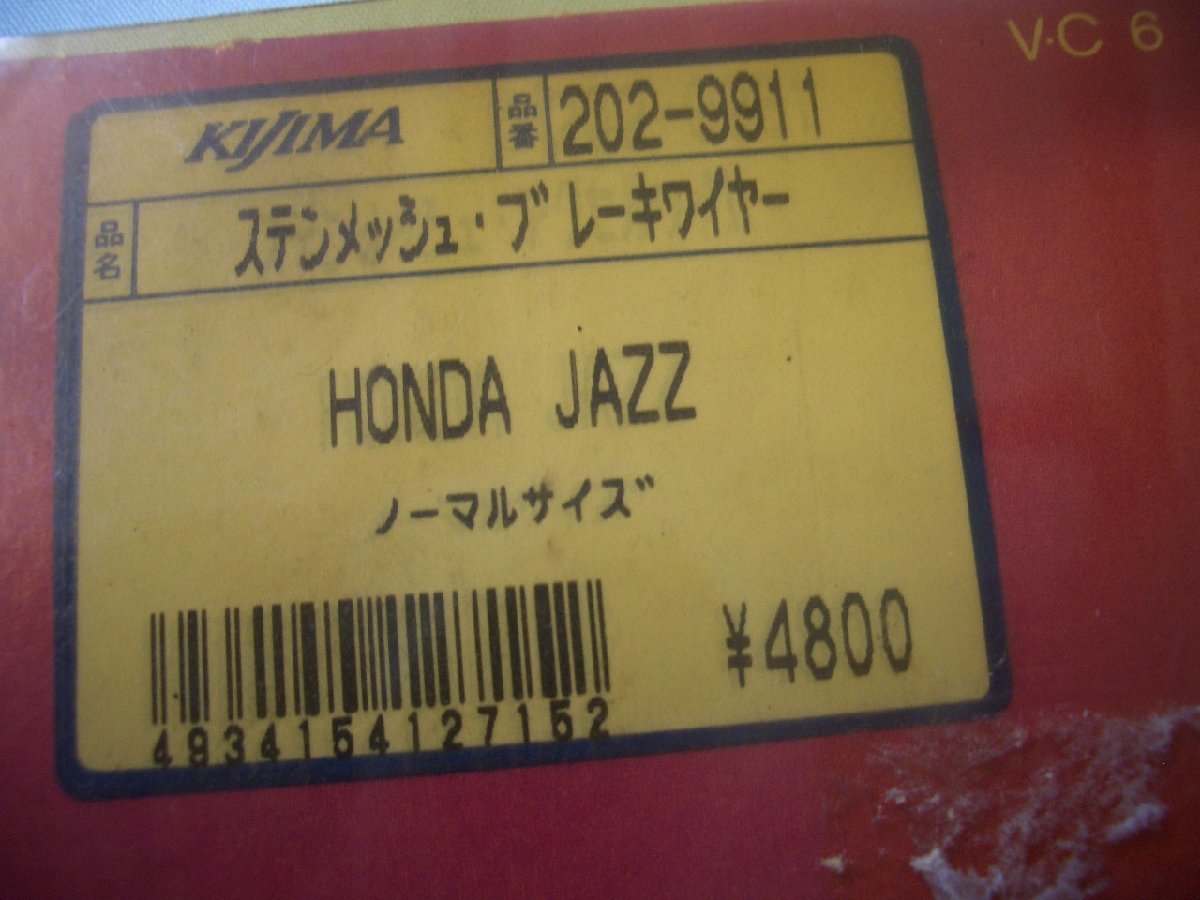 V・C 6
KIJIMA 品番 202-9911
品名 ステンメッシュ・ブレーキワイヤー
HONDA JAZZ
ノーマルサイズ
¥4800
4934154127152